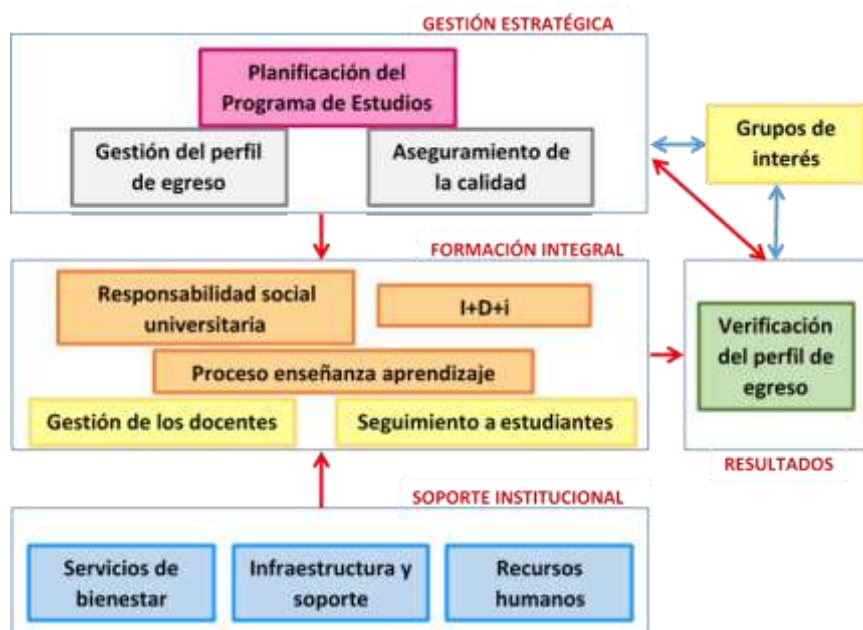 GESTIÓN ESTRATÉGICA
Planificación del
Programa de Estudios
Gestión del perfil
de egreso
Aseguramiento de
la calidad
Grupos de
interés
FORMACIÓN INTEGRAL
Responsabilidad social
universitaria
I+D+i
Proceso enseñanza aprendizaje
Gestión de los docentes
Seguimiento a estudiantes
Verificación
del perfil de
egreso
RESULTADOS
SOPORTE INSTITUCIONAL
Servicios de
bienestar
Infraestructura y
soporte
Recursos
humanos